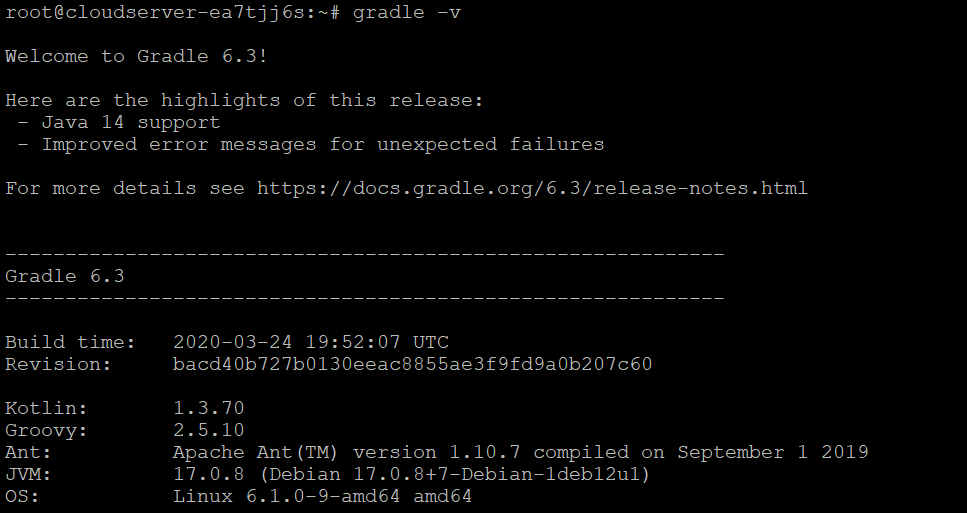 root@cloudserver-ea7tjj6s:~# gradle -v
Welcome to Gradle 6.3!
Here are the highlights of this release:
 - Java 14 support
 - Improved error messages for unexpected failures
For more details see https://docs.gradle.org/6.3/release-notes.html
------------------------------------------------------------
Gradle 6.3
------------------------------------------------------------
Build time:   2020-03-24 19:52:07 UTC
Revision:     bacd40b727b0130eeac8855ae3f9fd9a0b207c60
Kotlin:       1.3.70
Groovy:       2.5.10
Ant:          Apache Ant(TM) version 1.10.7 compiled on September 1 2019
JVM:          17.0.8 (Debian 17.0.8+7-Debian-1deb12u1)
OS:           Linux 6.1.0-9-amd64 amd64